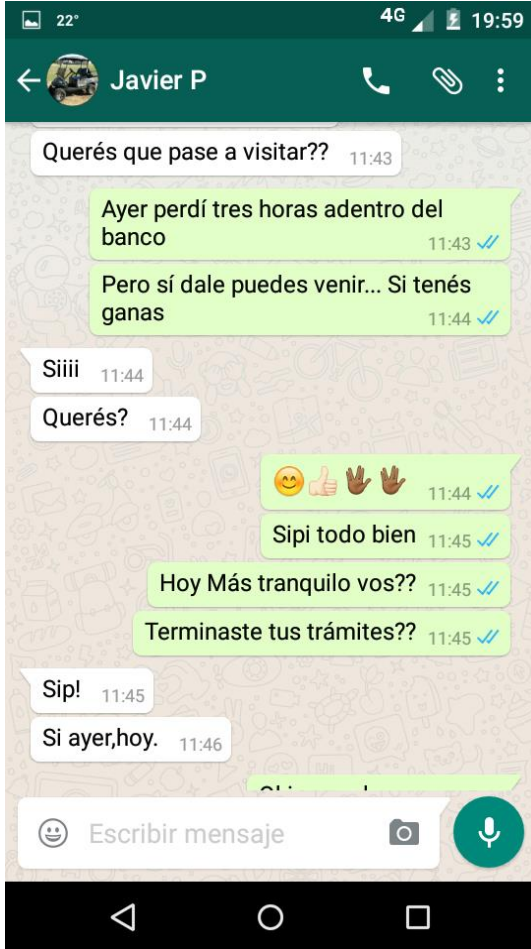 22°
4G
19:59
Javier P
Querés que pase a visitar?? 11:43
Ayer perdí tres horas adentro del
banco 11:43
Pero sí dale puedes venir... Si tenés
ganas 11:44
Siiii 11:44
Querés? 11:44
😊👍🏻🖖🏾🖖🏾 11:44
Sipi todo bien 11:45
Hoy Más tranquilo vos?? 11:45
Terminaste tus trámites?? 11:45
Sip! 11:45
Si ayer,hoy. 11:46
Escribir mensaje